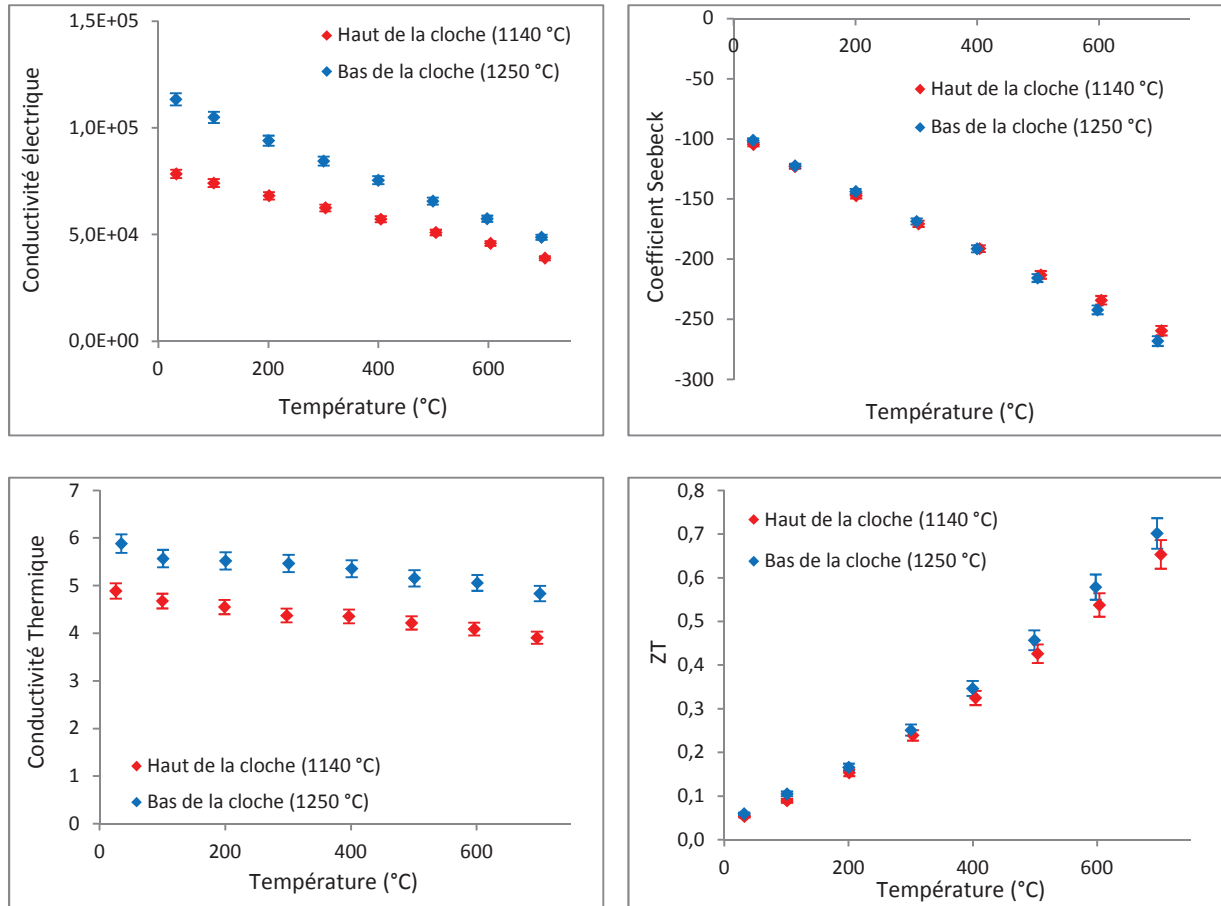 1,5E+05
1,0E+05
5,0E+04
0,0E+00
Conductivité électrique
Haut de la cloche (1140 °C)
Bas de la cloche (1250 °C)
0
200
400
600
Température (°C)
0
-50
-100
-150
-200
-250
-300
Coefficient Seebeck
0
200
400
600
Haut de la cloche (1140 °C)
Bas de la cloche (1250 °C)
Température (°C)
7
6
5
4
3
2
1
0
Conductivité Thermique
Haut de la cloche (1140 °C)
Bas de la cloche (1250 °C)
0
200
400
600
Température (°C)
0,8
0,7
0,6
0,5
0,4
0,3
0,2
0,1
0,0
ZT
Haut de la cloche (1140 °C)
Bas de la cloche (1250 °C)
0
200
400
600
Température (°C)